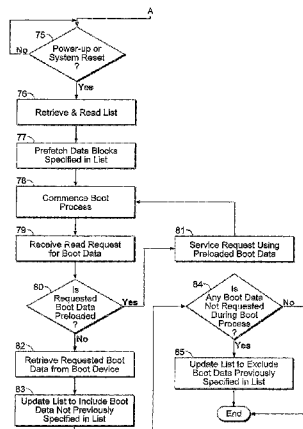 A
75
Power-up or
System Reset
?
No
Yes
76
Retrieve & Read List
77
Prefetch Data Blocks
Specified in List
78
Commence Boot
Process
79
Receive Read Request
for Boot Data
81
Service Request Using
Preloaded Boot Data
80
Is
Requested
Boot Data
Preloaded
?
Yes
No
84
Is
Any Boot Data
Not Requested
During Boot
Process
?
No
Yes
82
Retrieve Requested Boot
Data from Boot Device
85
Update List to Exclude
Boot Data Previously
Specified in List
83
Update List to Include Boot
Data Not Previously
Specified in List
End